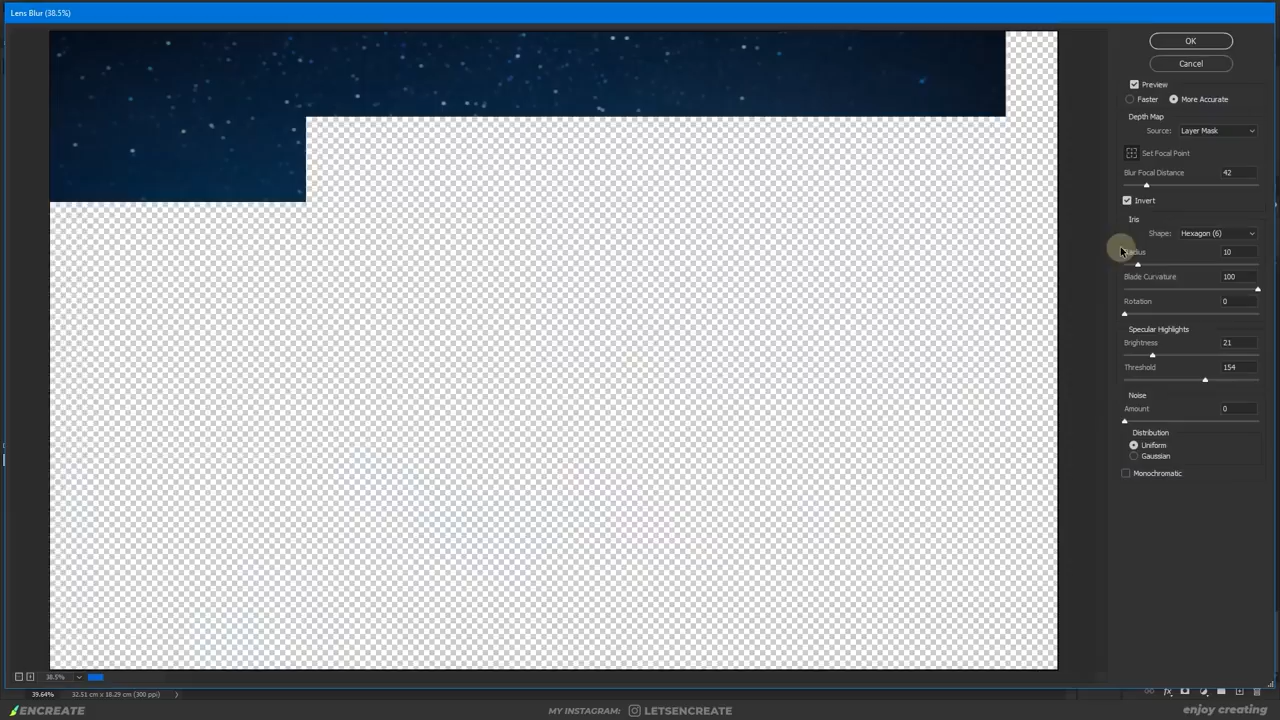 Lens Blur (38.5%)
OK
Cancel
Preview
Faster
More Accurate
Depth Map
Source: Layer Mask
Set Focal Point
Blur Focal Distance 42
Invert
Iris
Shape: Hexagon (6)
Radius 10
Blade Curvature 100
Rotation 0
Specular Highlights
Brightness 21
Threshold 154
Noise
Amount 0
Distribution
Uniform
Gaussian
Monochromatic
38.5%
39.64% 32.51 cm x 18.29 cm (300 ppi)
fx
ENCREATE
MY INSTAGRAM: LETSENCREATE
enjoy creating